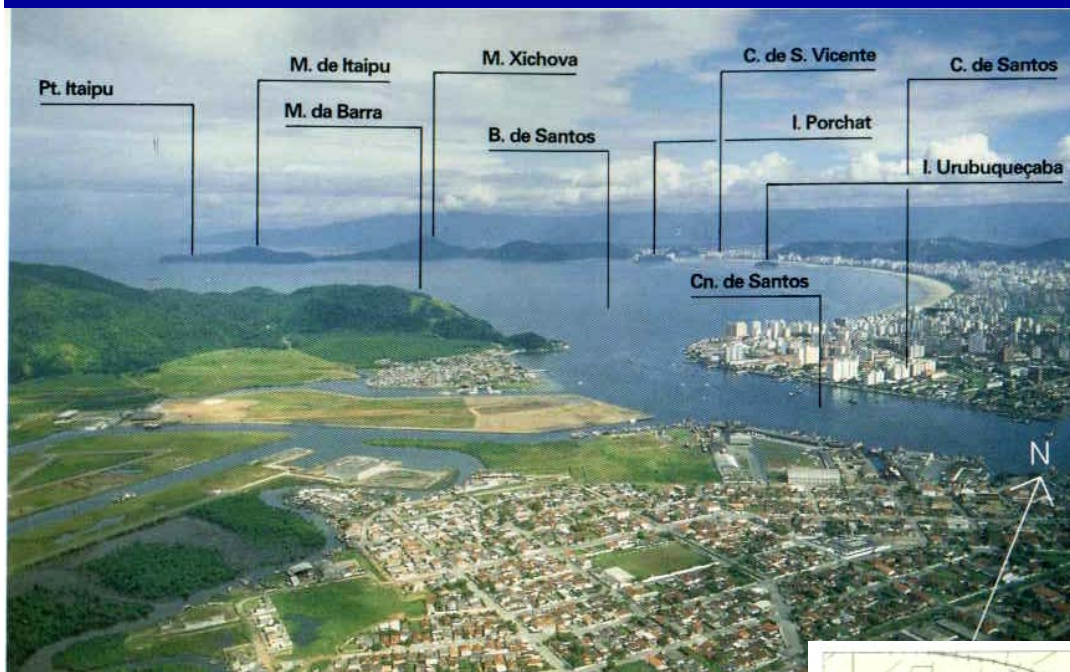 Pt. Itaipu
M. de Itaipu
M. da Barra
M. Xichova
B. de Santos
C. de S. Vicente
I. Porchat
C. de Santos
I. Urubuqueçaba
Cn. de Santos
N